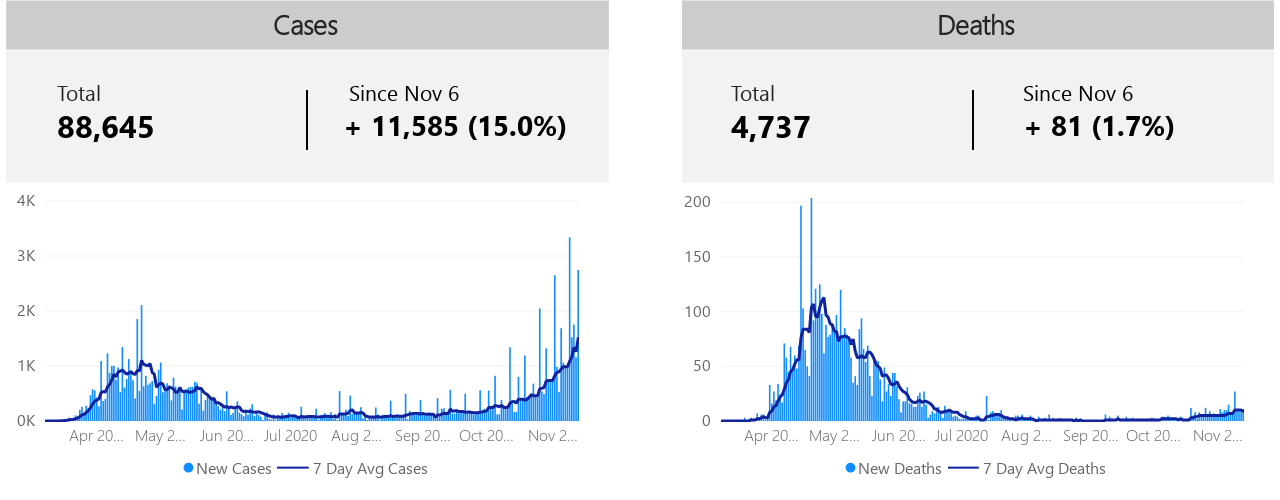 Cases
Total
88,645
Since Nov 6
+ 11,585 (15.0%)
4K
3K
2K
1K
0K
Apr 20... May 2... Jun 20... Jul 2020 Aug 2... Sep 20... Oct 20... Nov 2...
New Cases 7 Day Avg Cases
Deaths
Total
4,737
Since Nov 6
+ 81 (1.7%)
200
150
100
50
0
Apr 20... May 2... Jun 20... Jul 2020 Aug 2... Sep 20... Oct 20... Nov 2...
New Deaths 7 Day Avg Deaths